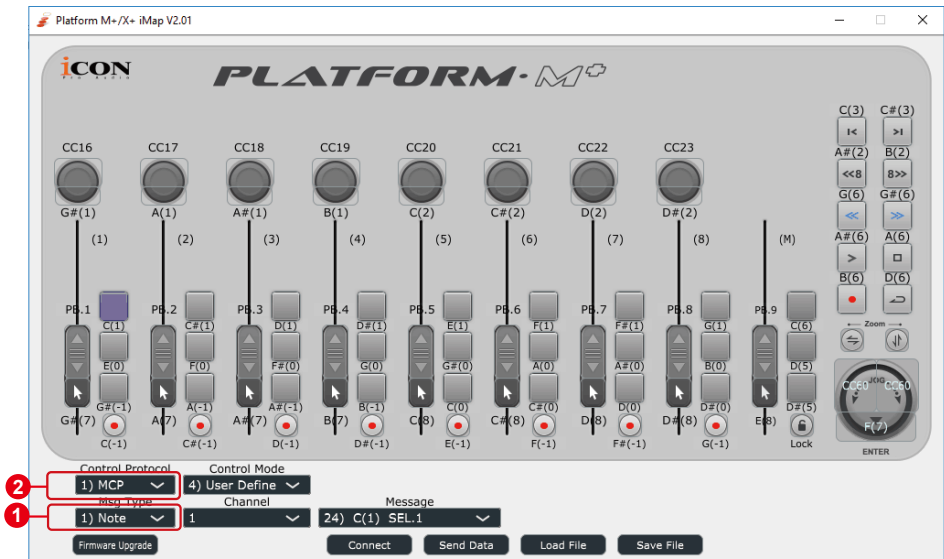 Platform M+/X+ iMap V2.01
iCON
PRO AUDIO
PLATFORM·M+
C(3) C#(3)
A#(2) B(2)
<<8 8>>
G(6) G#(6)
A#(6) A(6)
B(6) D(6)
CC16 CC17 CC18 CC19 CC20 CC21 CC22 CC23
G#(1) A(1) A#(1) B(1) C(2) C#(2) D(2) D#(2)
(1) (2) (3) (4) (5) (6) (7) (8) (M)
PB.1 PB.2 PB.3 PB.4 PB.5 PB.6 PB.7 PB.8 PB.9
C(1) C#(1) D(1) D#(1) E(1) F(1) F#(1) G(1) C(6)
E(0) F(0) F#(0) G(0) G#(0) A(0) A#(0) B(0) D(5)
G#(-1) A(-1) A#(-1) B(-1) C(0) C#(0) D(0) D#(0) D#(5)
G#(7) A(7) A#(7) B(7) C(8) C#(8) D(8) D#(8) E(8)
C(-1) C#(-1) D(-1) D#(-1) E(-1) F(-1) F#(-1) G(-1) Lock
Zoom
JOG
CC60 CC60
F(7)
ENTER
Control Protocol Control Mode
2 1) MCP 4) User Define
Msg Type Channel Message
1 1) Note 1 24) C(1) SEL.1
Firmware Upgrade Connect Send Data Load File Save File